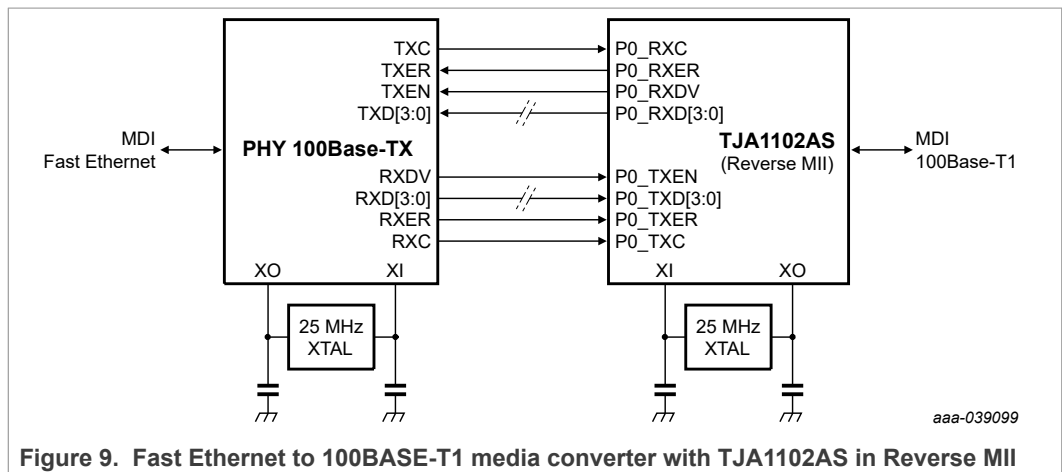 TXC
TXER
TXEN
TXD[3:0]
MDI
Fast Ethernet
PHY 100Base-TX
RXDV
RXD[3:0]
RXER
RXC
XO
XI
25 MHz
XTAL
P0_RXC
P0_RXER
P0_RXDV
P0_RXD[3:0]
TJA1102AS
(Reverse MII)
MDI
100Base-T1
P0_TXEN
P0_TXD[3:0]
P0_TXER
P0_TXC
XI
XO
25 MHz
XTAL
aaa-039099
Figure 9. Fast Ethernet to 100BASE-T1 media converter with TJA1102AS in Reverse MII